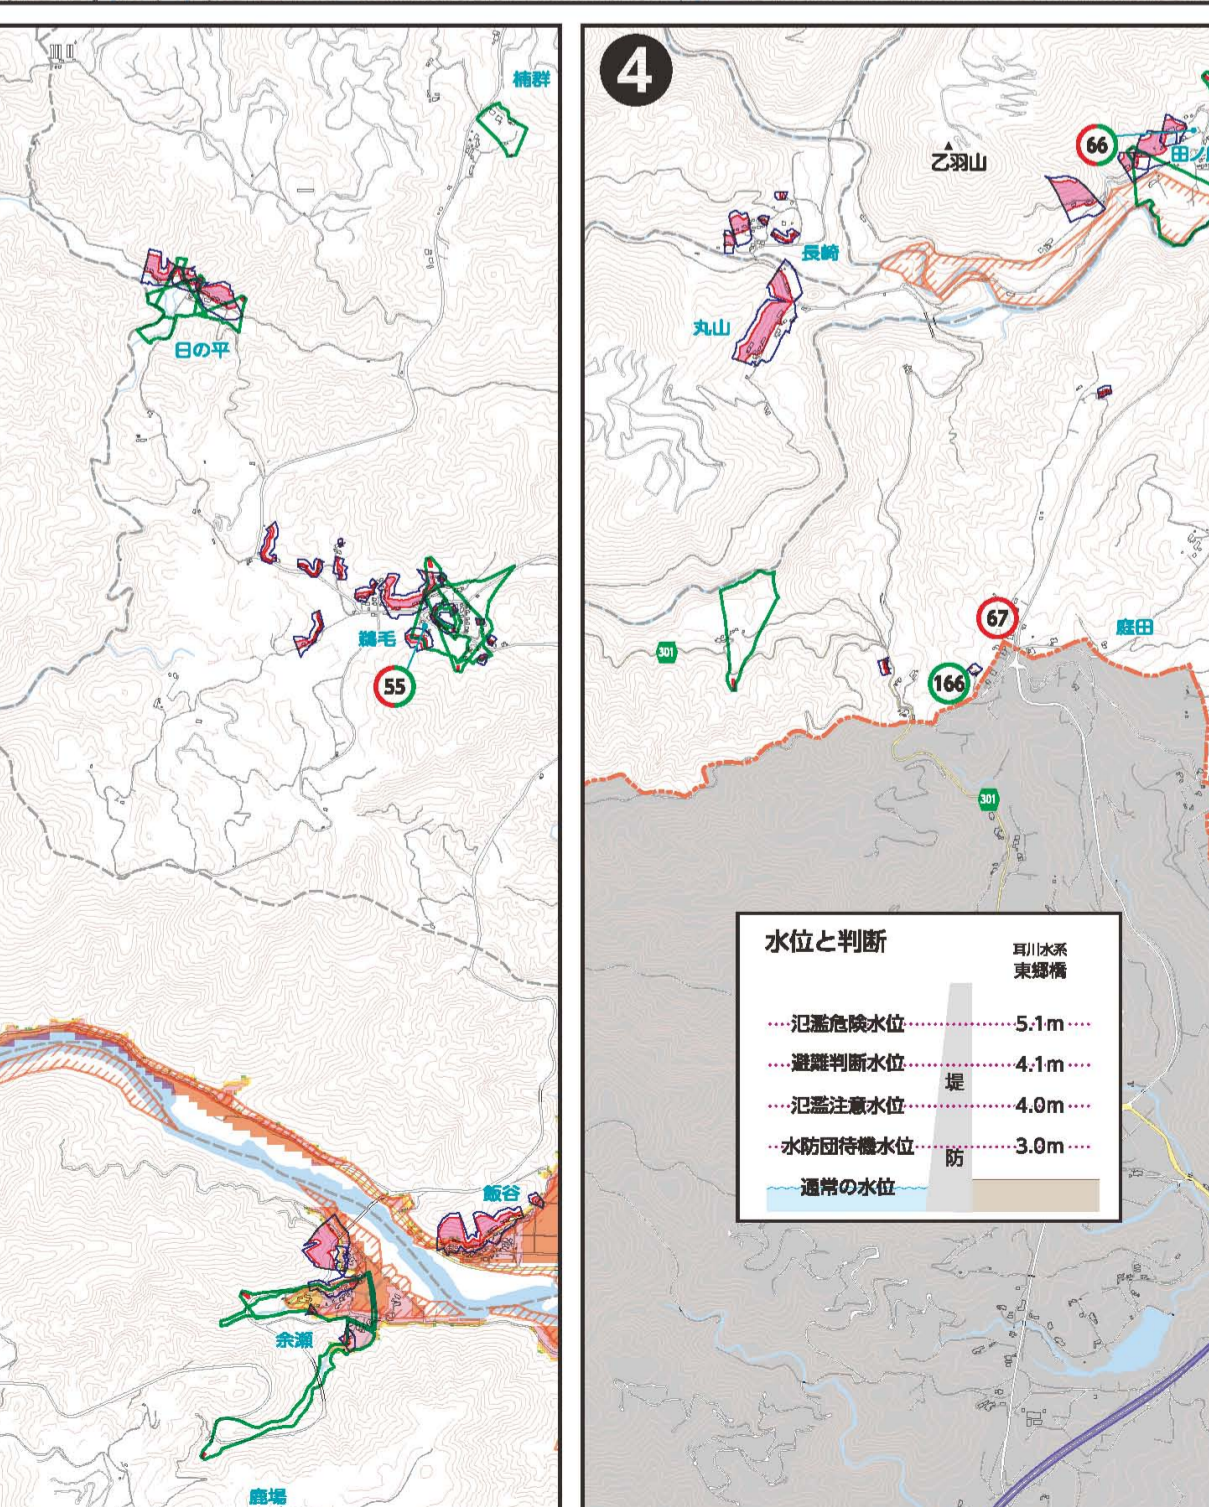 楠群
日の平
鵜毛
55
飯谷
余瀬
鹿場
4
乙羽山
66
長崎
丸山
67
301
庭田
166
301
水位と判断
耳川水系
東郷橋
氾濫危険水位 5.1m
避難判断水位 4.1m
堤
氾濫注意水位 4.0m
水防団待機水位 3.0m
防
通常の水位